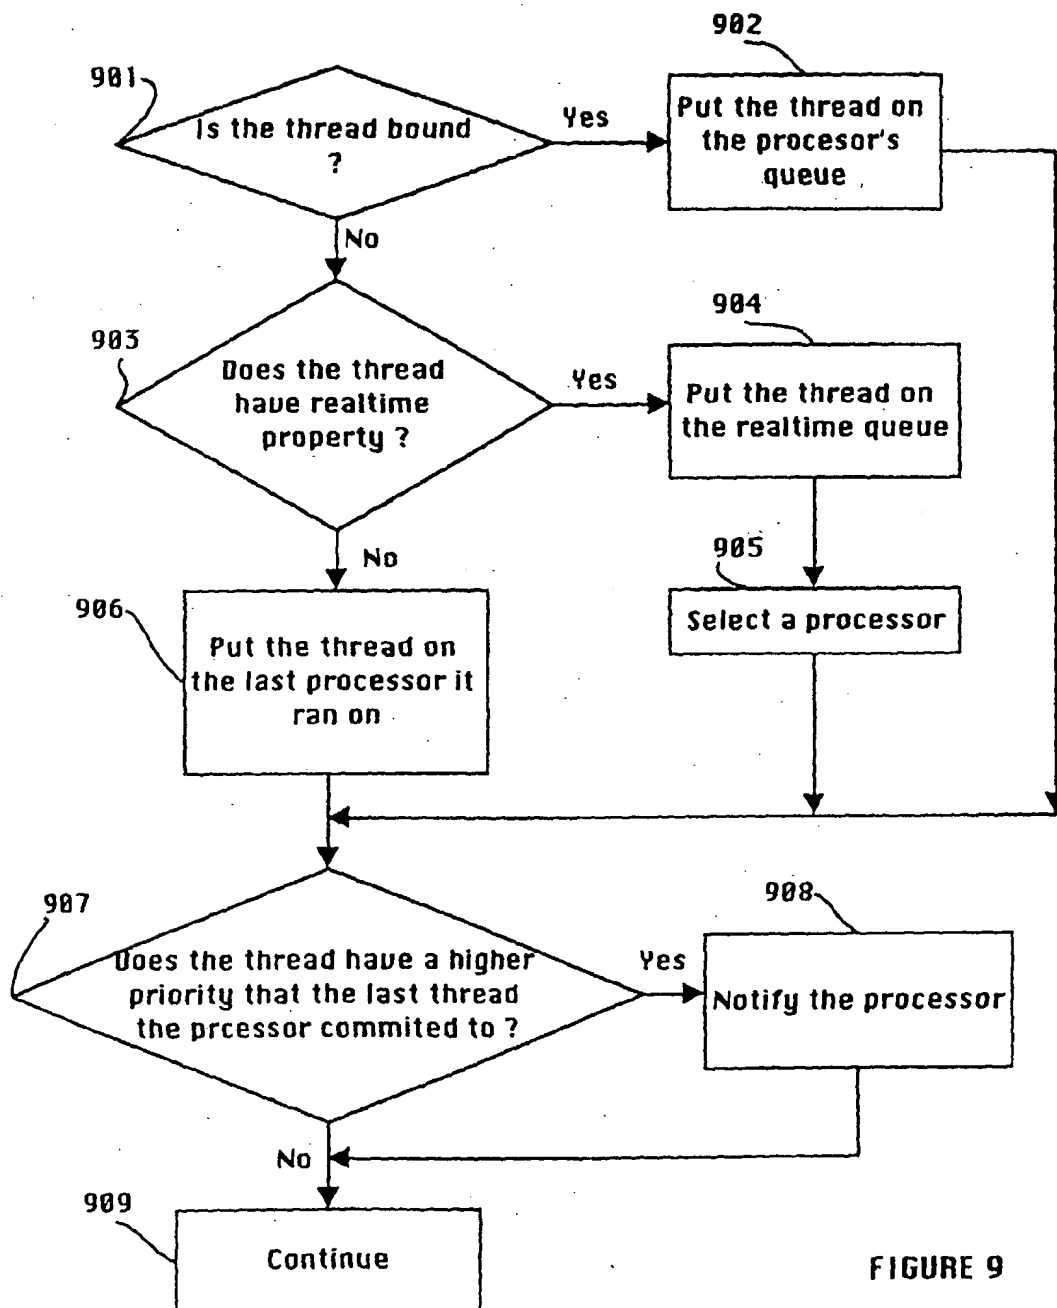 902
901
Is the thread bound
?
Yes
Put the thread on
the procesor's
queue
No
903
Does the thread
have realtime
property ?
Yes
904
Put the thread on
the realtime queue
No
905
Select a processor
906
Put the thread on
the last processor it
ran on
907
Does the thread have a higher
priority that the last thread
the prcessor commited to ?
Yes
908
Notify the processor
No
909
Continue
FIGURE 9